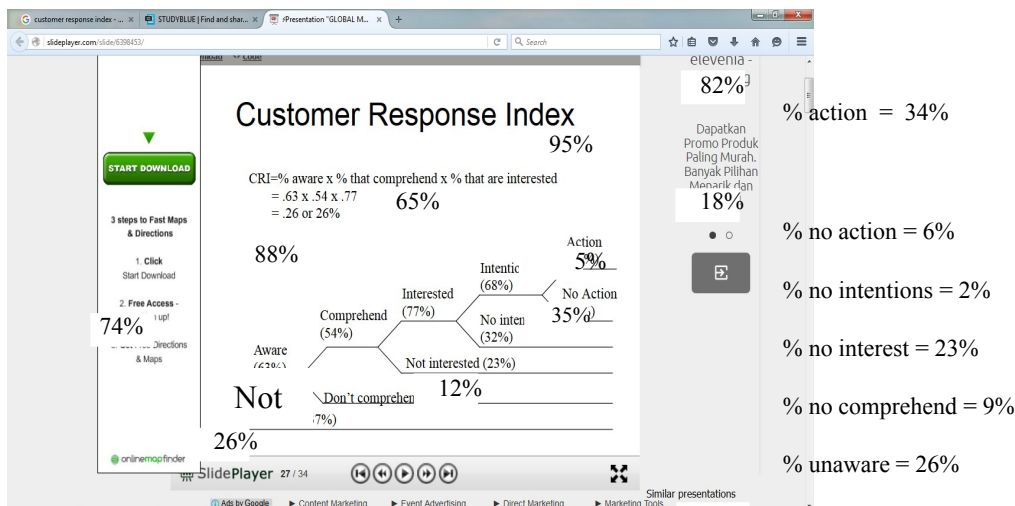 customer response index - ...
STUDYBLUE | Find and shar...
Presentation "GLOBAL M...
slideplayer.com/slide/6398453/
Search
Code
elevenia -
82%
% action = 34%
Customer Response Index
95%
START DOWNLOAD
Dapatkan
Promo Produk
Paling Murah.
Banyak Pilihan
Menarik dan
CRI=% aware x % that comprehend x % that are interested
= .63 x .54 x .77
65%
18%
= .26 or 26%
3 steps to Fast Maps
& Directions
% no action = 6%
88%
Action
5%
1. Click
Start Download
Intentic
(68%)
% no intentions = 2%
Interested
(77%)
No Action
35%
2. Free Access -
up!
74%
Comprehend
(54%)
No inten
(32%)
Directions
& Maps
% no interest = 23%
Aware
(63%)
Not interested (23%)
12%
Not
Don't comprehen
% no comprehend = 9%
7%)
26%
onlinemapfinder
SlidePlayer 27 / 34
% unaware = 26%
Similar presentations
Ads by Google
Content Marketing
Event Advertising
Direct Marketing
Marketing Tools